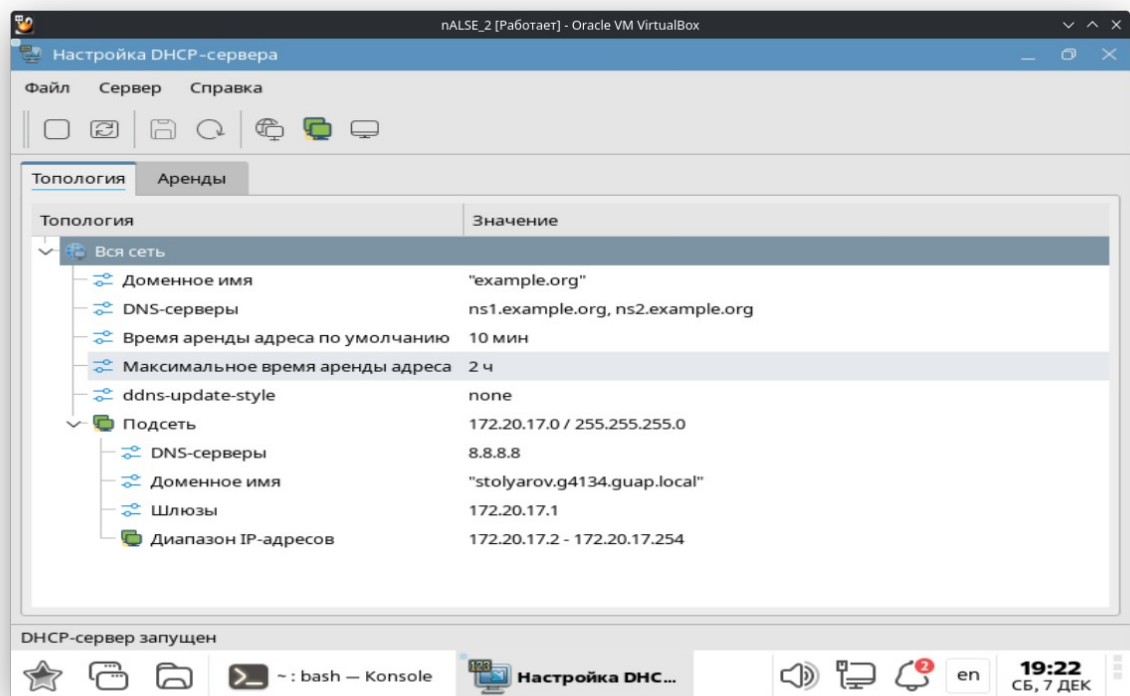 nALSE_2 [Работает] - Oracle VM VirtualBox
Настройка DHCP-сервера
Файл Сервер Справка
Топология Аренды
Топология Значение
Вся сеть
Доменное имя "example.org"
DNS-серверы ns1.example.org, ns2.example.org
Время аренды адреса по умолчанию 10 мин
Максимальное время аренды адреса 2 ч
ddns-update-style none
Подсеть 172.20.17.0 / 255.255.255.0
DNS-серверы 8.8.8.8
Доменное имя "stolyarov.g4134.guap.local"
Шлюзы 172.20.17.1
Диапазон IP-адресов 172.20.17.2 - 172.20.17.254
DHCP-сервер запущен
~ : bash — Konsole 123 Настройка DHC... 2 en 19:22
СБ, 7 ДЕК